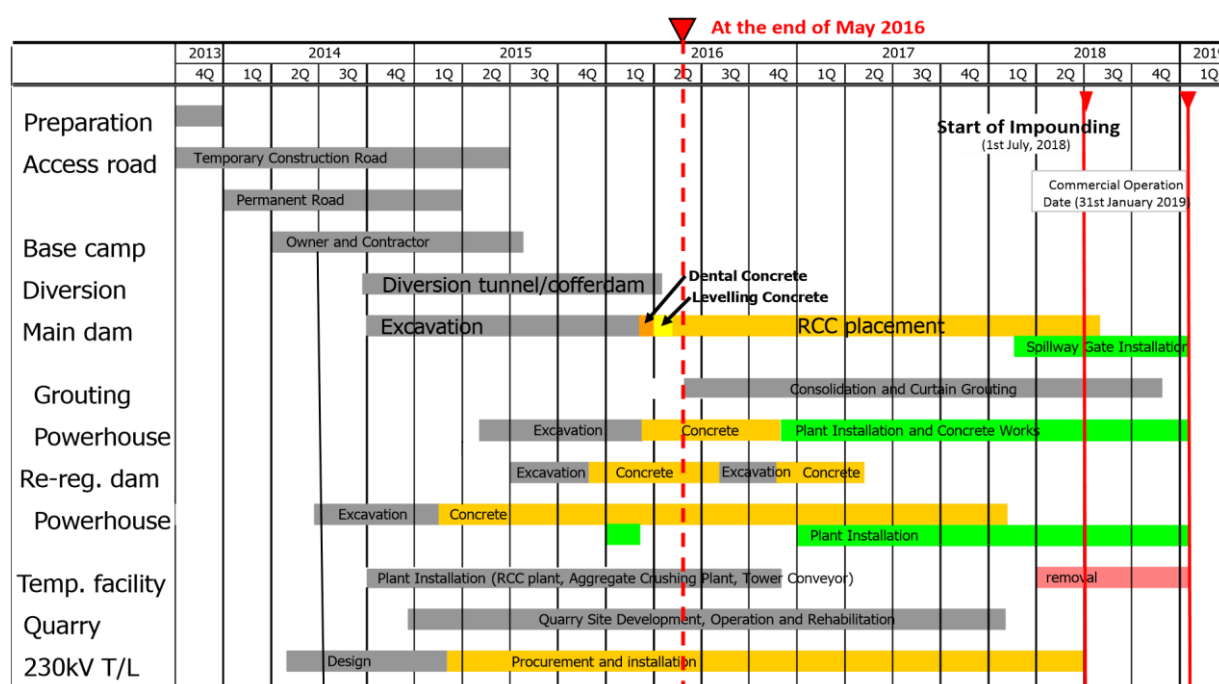 At the end of May 2016
2013 2014 2015 2016 2017 2018 2019
4Q 1Q 2Q 3Q 4Q 1Q 2Q 3Q 4Q 1Q 2Q 3Q 4Q 1Q 2Q 3Q 4Q 1Q 2Q 3Q 4Q 1Q
Preparation
Start of Impounding
(1st July, 2018)
Access road
Temporary Construction Road
Commercial Operation
Date (31st January 2019)
Permanent Road
Base camp
Owner and Contractor
Diversion
Diversion tunnel/cofferdam
Dental Concrete
Levelling Concrete
Main dam
Excavation
RCC placement
Spillway Gate Installation
Grouting
Consolidation and Curtain Grouting
Powerhouse
Excavation
Concrete
Plant Installation and Concrete Works
Re-reg. dam
Excavation
Concrete
Excavation
Concrete
Powerhouse
Excavation
Concrete
Plant Installation
Temp. facility
Plant Installation (RCC plant, Aggregate Crushing Plant, Tower Conveyor)
removal
Quarry
Quarry Site Development, Operation and Rehabilitation
230kV T/L
Design
Procurement and installation